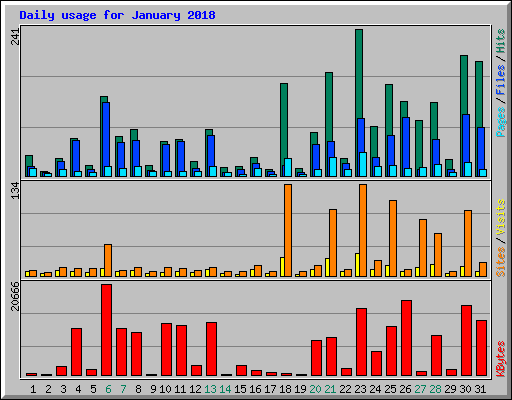 Daily usage for January 2018
241
134
20666
Pages / Files / Hits
Sites / Visits
KBytes
1 2 3 4 5 6 7 8 9 10 11 12 13 14 15 16 17 18 19 20 21 22 23 24 25 26 27 28 29 30 31